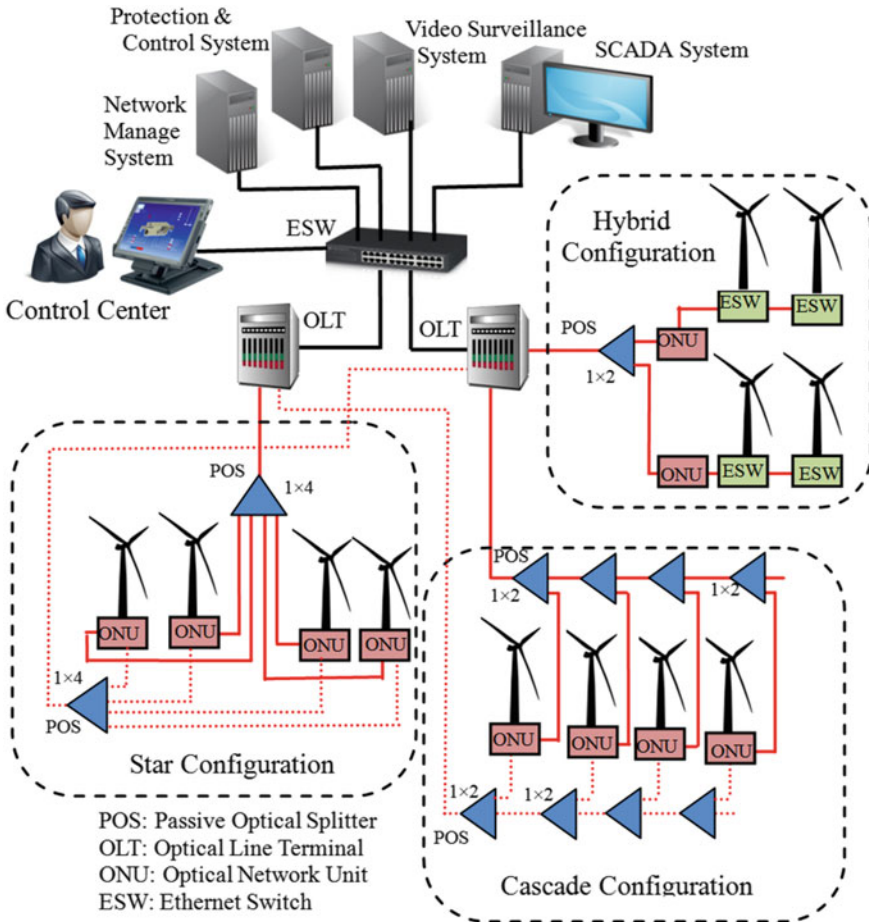 Protection &
Control System
Video Surveillance
System
SCADA System
Network
Manage
System
ESW
Control Center
Hybrid
Configuration
OLT
OLT
POS
1×2
ESW
ESW
ONU
ONU
ESW
ESW
POS
1×4
ONU
ONU
ONU
ONU
1×4
POS
Star Configuration
POS
1×2
1×2
ONU
ONU
ONU
ONU
1×2
1×2
POS
Cascade Configuration
POS: Passive Optical Splitter
OLT: Optical Line Terminal
ONU: Optical Network Unit
ESW: Ethernet Switch